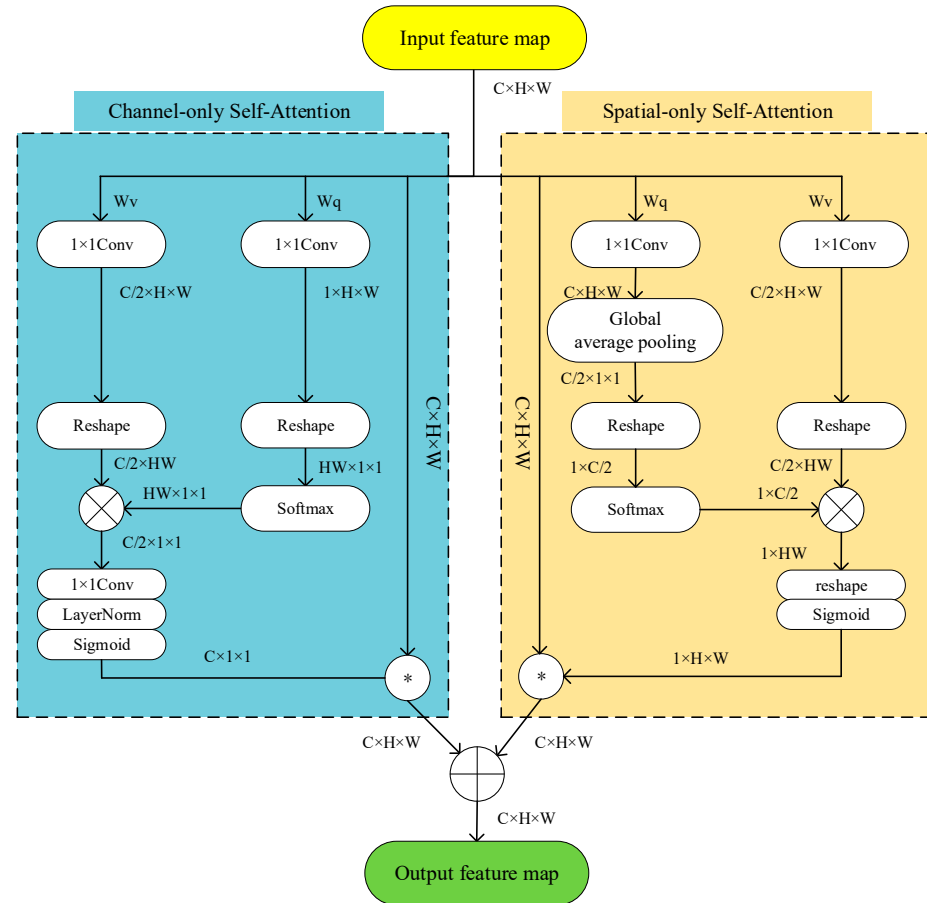 Input feature map
C×H×W
Channel-only Self-Attention
Spatial-only Self-Attention
Wv
Wq
Wq
Wv
1×1Conv
1×1Conv
1×1Conv
1×1Conv
C/2×H×W
1×H×W
C×H×W
C/2×H×W
Global
average pooling
C/2×1×1
C×H×W
C×H×W
Reshape
Reshape
Reshape
Reshape
C/2×HW
HW×1×1
1×C/2
C/2×HW
HW×1×1
Softmax
Softmax
1×C/2
C/2×1×1
1×HW
1×1Conv
LayerNorm
Sigmoid
reshape
Sigmoid
C×1×1
1×H×W
*
*
C×H×W
C×H×W
C×H×W
Output feature map